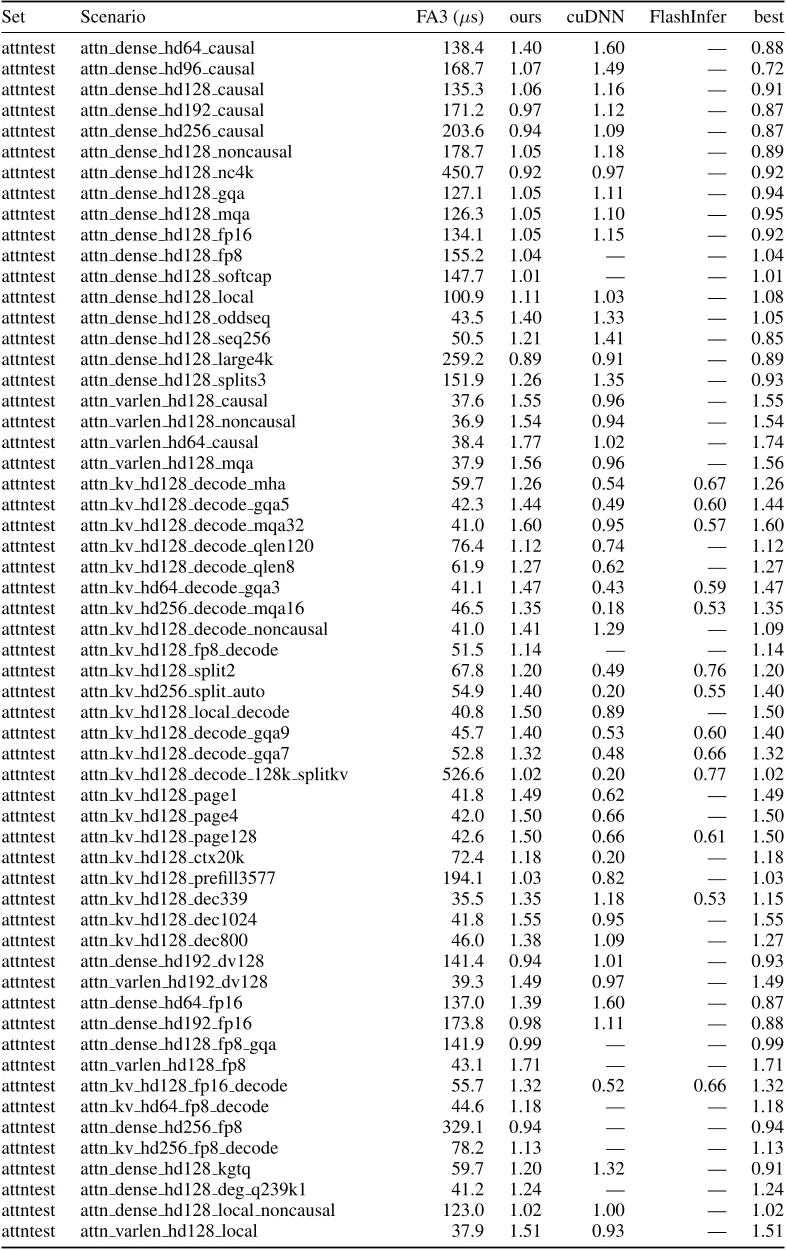 Set Scenario FA3 (μs) ours cuDNN FlashInfer best
attntest attn_dense_hd64_causal 138.4 1.40 1.60 — 0.88
attntest attn_dense_hd96_causal 168.7 1.07 1.49 — 0.72
attntest attn_dense_hd128_causal 135.3 1.06 1.16 — 0.91
attntest attn_dense_hd192_causal 171.2 0.97 1.12 — 0.87
attntest attn_dense_hd256_causal 203.6 0.94 1.09 — 0.87
attntest attn_dense_hd128_noncausal 178.7 1.05 1.18 — 0.89
attntest attn_dense_hd128_nc4k 450.7 0.92 0.97 — 0.92
attntest attn_dense_hd128_gqa 127.1 1.05 1.11 — 0.94
attntest attn_dense_hd128_mqa 126.3 1.05 1.10 — 0.95
attntest attn_dense_hd128_fp16 134.1 1.05 1.15 — 0.92
attntest attn_dense_hd128_fp8 155.2 1.04 — — 1.04
attntest attn_dense_hd128_softcap 147.7 1.01 — — 1.01
attntest attn_dense_hd128_local 100.9 1.11 1.03 — 1.08
attntest attn_dense_hd128_oddseq 43.5 1.40 1.33 — 1.05
attntest attn_dense_hd128_seq256 50.5 1.21 1.41 — 0.85
attntest attn_dense_hd128_large4k 259.2 0.89 0.91 — 0.89
attntest attn_dense_hd128_splits3 151.9 1.26 1.35 — 0.93
attntest attn_varlen_hd128_causal 37.6 1.55 0.96 — 1.55
attntest attn_varlen_hd128_noncausal 36.9 1.54 0.94 — 1.54
attntest attn_varlen_hd64_causal 38.4 1.77 1.02 — 1.74
attntest attn_varlen_hd128_mqa 37.9 1.56 0.96 — 1.56
attntest attn_kv_hd128_decode_mha 59.7 1.26 0.54 0.67 1.26
attntest attn_kv_hd128_decode_gqa5 42.3 1.44 0.49 0.60 1.44
attntest attn_kv_hd128_decode_mqa32 41.0 1.60 0.95 0.57 1.60
attntest attn_kv_hd128_decode_qlen120 76.4 1.12 0.74 — 1.12
attntest attn_kv_hd128_decode_qlen8 61.9 1.27 0.62 — 1.27
attntest attn_kv_hd64_decode_gqa3 41.1 1.47 0.43 0.59 1.47
attntest attn_kv_hd256_decode_mqa16 46.5 1.35 0.18 0.53 1.35
attntest attn_kv_hd128_decode_noncausal 41.0 1.41 1.29 — 1.09
attntest attn_kv_hd128_fp8_decode 51.5 1.14 — — 1.14
attntest attn_kv_hd128_split2 67.8 1.20 0.49 0.76 1.20
attntest attn_kv_hd256_split_auto 54.9 1.40 0.20 0.55 1.40
attntest attn_kv_hd128_local_decode 40.8 1.50 0.89 — 1.50
attntest attn_kv_hd128_decode_gqa9 45.7 1.40 0.53 0.60 1.40
attntest attn_kv_hd128_decode_gqa7 52.8 1.32 0.48 0.66 1.32
attntest attn_kv_hd128_decode_128k_splitkv 526.6 1.02 0.20 0.77 1.02
attntest attn_kv_hd128_page1 41.8 1.49 0.62 — 1.49
attntest attn_kv_hd128_page4 42.0 1.50 0.66 — 1.50
attntest attn_kv_hd128_page128 42.6 1.50 0.66 0.61 1.50
attntest attn_kv_hd128_ctx20k 72.4 1.18 0.20 — 1.18
attntest attn_kv_hd128_prefill3577 194.1 1.03 0.82 — 1.03
attntest attn_kv_hd128_dec339 35.5 1.35 1.18 0.53 1.15
attntest attn_kv_hd128_dec1024 41.8 1.55 0.95 — 1.55
attntest attn_kv_hd128_dec800 46.0 1.38 1.09 — 1.27
attntest attn_dense_hd192_dv128 141.4 0.94 1.01 — 0.93
attntest attn_varlen_hd192_dv128 39.3 1.49 0.97 — 1.49
attntest attn_dense_hd64_fp16 137.0 1.39 1.60 — 0.87
attntest attn_dense_hd192_fp16 173.8 0.98 1.11 — 0.88
attntest attn_dense_hd128_fp8_gqa 141.9 0.99 — — 0.99
attntest attn_varlen_hd128_fp8 43.1 1.71 — — 1.71
attntest attn_kv_hd128_fp16_decode 55.7 1.32 0.52 0.66 1.32
attntest attn_kv_hd64_fp8_decode 44.6 1.18 — — 1.18
attntest attn_dense_hd256_fp8 329.1 0.94 — — 0.94
attntest attn_kv_hd256_fp8_decode 78.2 1.13 — — 1.13
attntest attn_dense_hd128_kgtq 59.7 1.20 1.32 — 0.91
attntest attn_dense_hd128_deg_q239k1 41.2 1.24 — — 1.24
attntest attn_dense_hd128_local_noncausal 123.0 1.02 1.00 — 1.02
attntest attn_varlen_hd128_local 37.9 1.51 0.93 — 1.51